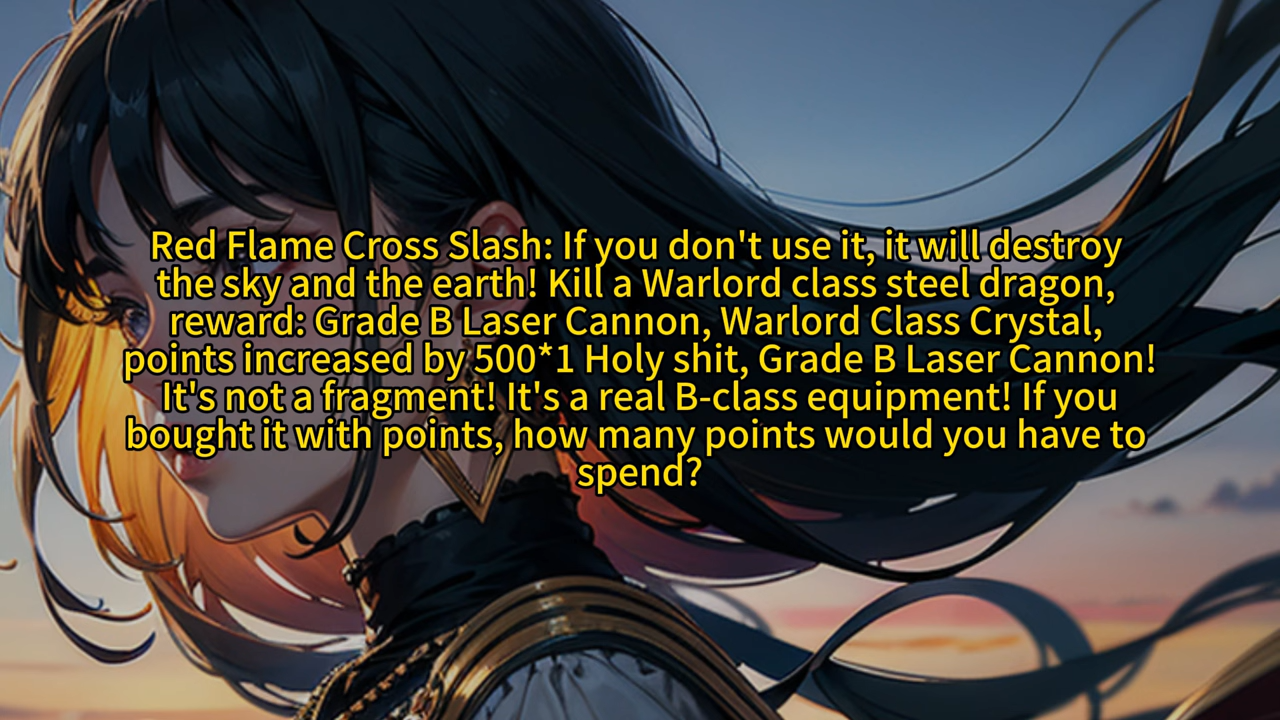 Red Flame Cross Slash: If you don't use it, it will destroy
the sky and the earth! Kill a Warlord class steel dragon,
reward: Grade B Laser Cannon, Warlord Class Crystal,
points increased by 500*1 Holy shit, Grade B Laser Cannon!
It's not a fragment! It's a real B-class equipment! If you
bought it with points, how many points would you have to
spend?